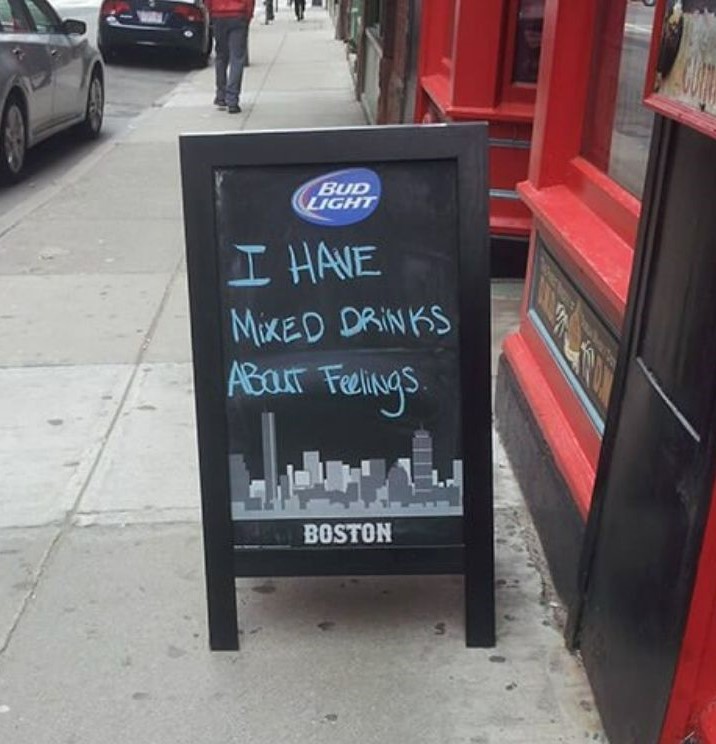 BUD
LIGHT
I HAVE
MIXED DRINKS
ABOUT FEELINGS.
BOSTON